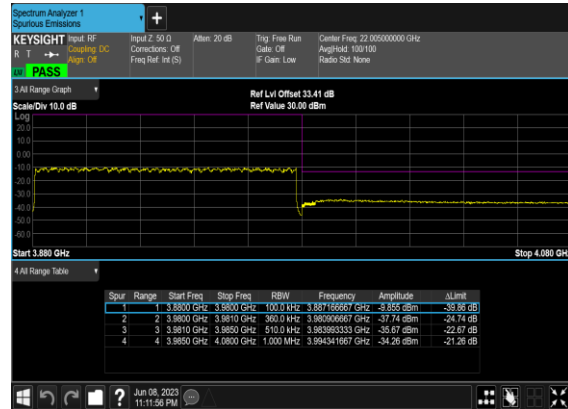 Spectrum Analyzer 1
Spurious Emissions
KEYSIGHT Input: RF Input Z: 50 Ω Atten: 20 dB Trig: Free Run Center Freq: 22.005000000 GHz
R T Coupling: DC Corrections: Off Gate: Off Avg|Hold: 100/100
Align: Off Freq Ref: Int (S) IF Gain: Low Radio Std: None
PASS
3 All Range Graph
Ref Lvl Offset 33.41 dB
Scale/Div 10.0 dB Ref Value 30.00 dBm
Log
20.0
10.0
0.00
-10.0
-20.0
-30.0
-40.0
-50.0
-60.0
Start 3.880 GHz Stop 4.080 GHz
4 All Range Table
Spur Range Start Freq Stop Freq RBW Frequency Amplitude ΔLimit
1 1 3.8800 GHz 3.9800 GHz 100.0 kHz 3.887166667 GHz -9.855 dBm -39.86 dB
2 2 3.9800 GHz 3.9810 GHz 360.0 kHz 3.980906667 GHz -37.74 dBm -24.74 dB
3 3 3.9810 GHz 3.9850 GHz 510.0 kHz 3.983993333 GHz -35.67 dBm -22.67 dB
4 4 3.9850 GHz 4.0800 GHz 1.000 MHz 3.994341667 GHz -34.26 dBm -21.26 dB
? Jun 08, 2023
11:11:56 PM